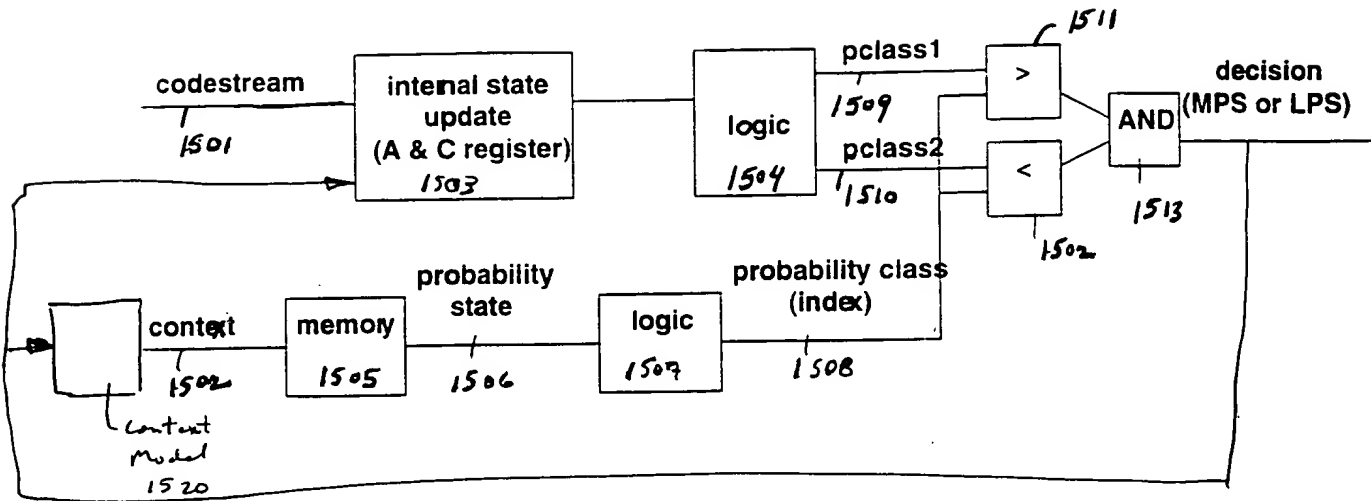 1511
pclass1
decision
(MPS or LPS)
codestream
internal state
update
(A & C register)
>
1509
AND
logic
1501
pclass2
1503
1504
<
1510
1513
1502
probability
state
probability class
(index)
context
memory
logic
1502
1505
1506
1507
1508
Context
Model
1520